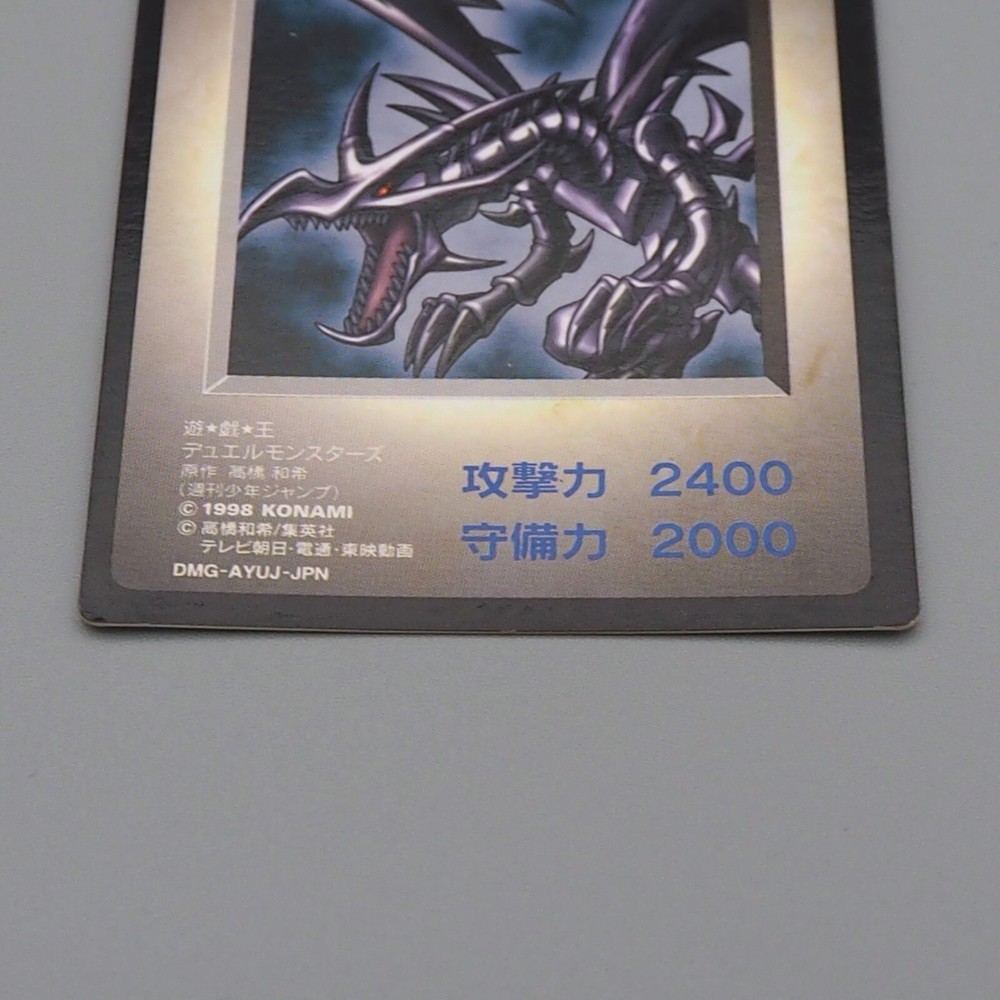 遊★戯★王
デュエルモンスターズ
原作 高橋 和希
(週刊少年ジャンプ)
©1998 KONAMI
©高橋和希/集英社
テレビ朝日・電通・東映動画
DMG-AYUJ-JPN
攻撃力 2400
守備力 2000